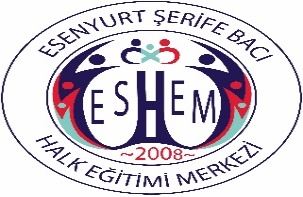 ESENYURT ŞERİFE BACI
ESHEM
~2008~
HALK EĞİTİMİ MERKEZİ